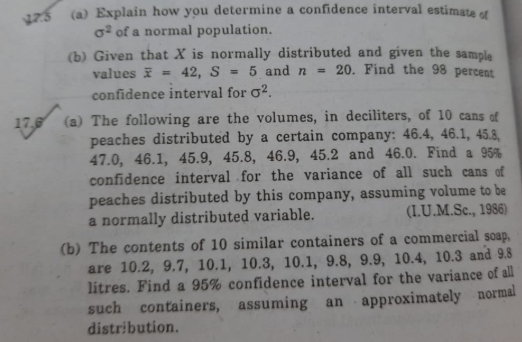 17.5 (a) Explain how you determine a confidence interval estimate of
σ² of a normal population.
(b) Given that X is normally distributed and given the sample
values x̄ = 42, S = 5 and n = 20. Find the 98 percent
confidence interval for σ².
17.6 (a) The following are the volumes, in deciliters, of 10 cans of
peaches distributed by a certain company: 46.4, 46.1, 45.8,
47.0, 46.1, 45.9, 45.8, 46.9, 45.2 and 46.0. Find a 95%
confidence interval for the variance of all such cans of
peaches distributed by this company, assuming volume to be
a normally distributed variable. (I.U.M.Sc., 1986)
(b) The contents of 10 similar containers of a commercial soap,
are 10.2, 9.7, 10.1, 10.3, 10.1, 9.8, 9.9, 10.4, 10.3 and 9.8
litres. Find a 95% confidence interval for the variance of all
such containers, assuming an approximately normal
distribution.